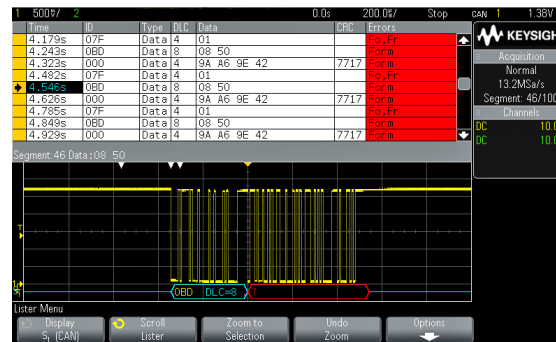 1 500▽/ 2 0.0s 200.0▽/ Stop CAN 1 1.38V
Time ID Type DLC Data CRC Errors
4.179s 07F Data 4 01 Fo,Fr
4.243s 0BD Data 8 08 50 Form
4.323s 000 Data 4 9A A6 9E 42 7717 Form
4.482s 07F Data 4 01 Fo,Fr
4.546s 0BD Data 8 08 50 Form
4.626s 000 Data 4 9A A6 9E 42 7717 Form
4.785s 07F Data 4 01 Fo,Fr
4.849s 0BD Data 8 08 50 Form
4.929s 000 Data 4 9A A6 9E 42 7717 Form
KEYSIGH
Acquisition
Normal
13.2MSa/s
Segment: 46/100
Channels
DC 10.0
DC 10.0
Segment:46 Data:08 50
T
0BD DLC=8 ?
S1
Lister Menu
Display
S1 (CAN)
Scroll
Lister
Zoom to
Selection
Undo
Zoom
Options